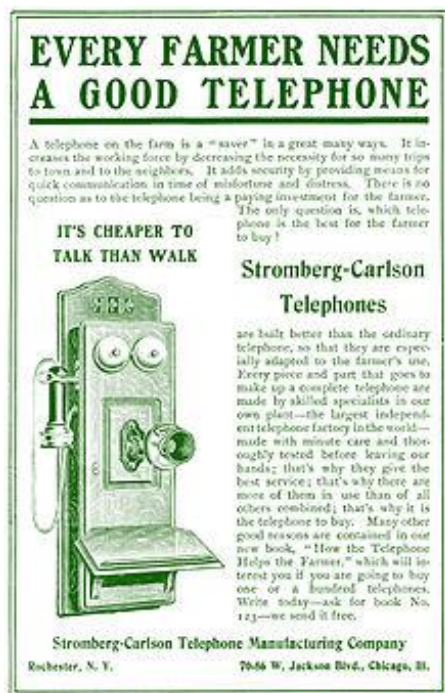 EVERY FARMER NEEDS
A GOOD TELEPHONE
A telephone on the farm is a "saver" in a great many ways. It in-
creases the working force by decreasing the necessity for so many trips
to town and to the neighbors. It adds security by providing means for
quick communication in time of misfortune and distress. There is no
question as to the telephone being a paying investment for the farmer.
The only question is, which tele-
phone is the best for the farmer
to buy?
IT'S CHEAPER TO
TALK THAN WALK
Stromberg-Carlson
Telephones
are built better than the ordinary
telephone, so that they are espec-
ially adapted to the farmer's use.
Every piece and part that goes to
make up a complete telephone are
made by skilled specialists in our
own plant—the largest independ-
ent telephone factory in the world—
made with minute care and thor-
oughly tested before leaving our
hands; that's why they give the
best service; that's why there are
more of them in use than of all
others combined; that's why it is
the telephone to buy. Many other
good reasons are contained in our
new book, "How the Telephone
Helps the Farmer," which will in-
terest you if you are going to buy
one or a hundred telephones.
Write today—ask for book No.
123—we send it free.
Stromberg-Carlson Telephone Manufacturing Company
Rochester, N. Y. 70-86 W. Jackson Blvd., Chicago, Ill.